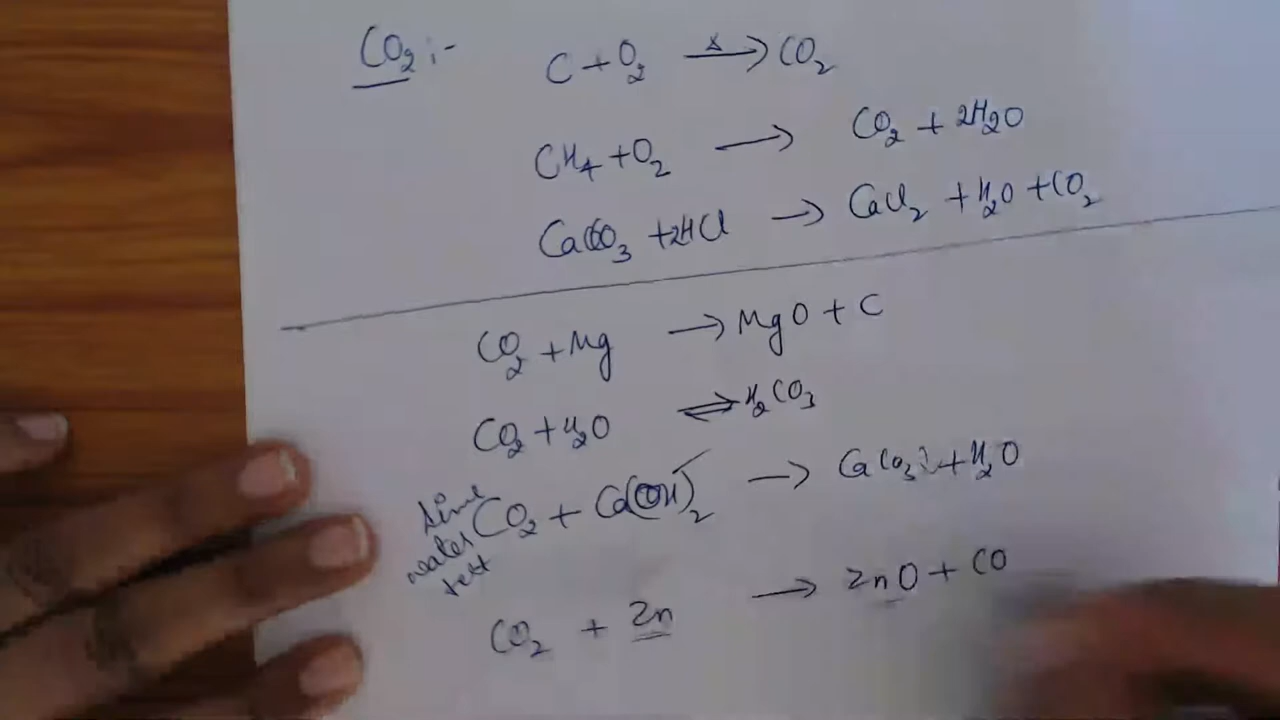 CO₂ :-
C + O₂ —Δ→ CO₂
CH₄ + O₂ → CO₂ + 2H₂O
CaCO₃ + 2HCl → CaCl₂ + H₂O + CO₂
CO₂ + Mg → MgO + C
CO₂ + H₂O ⇌ H₂CO₃
lime water test
CO₂ + Ca(OH)₂ → CaCO₃↓ + H₂O
CO₂ + Zn → ZnO + CO